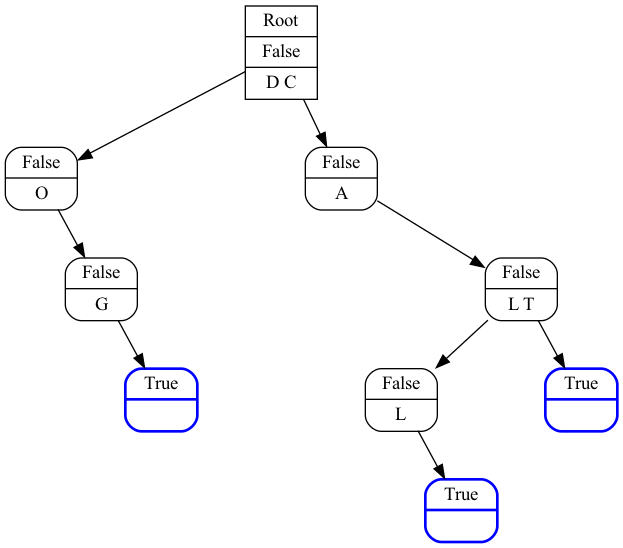 Root
False
D C
False
O
False
A
False
G
False
L T
True
False
L
True
True